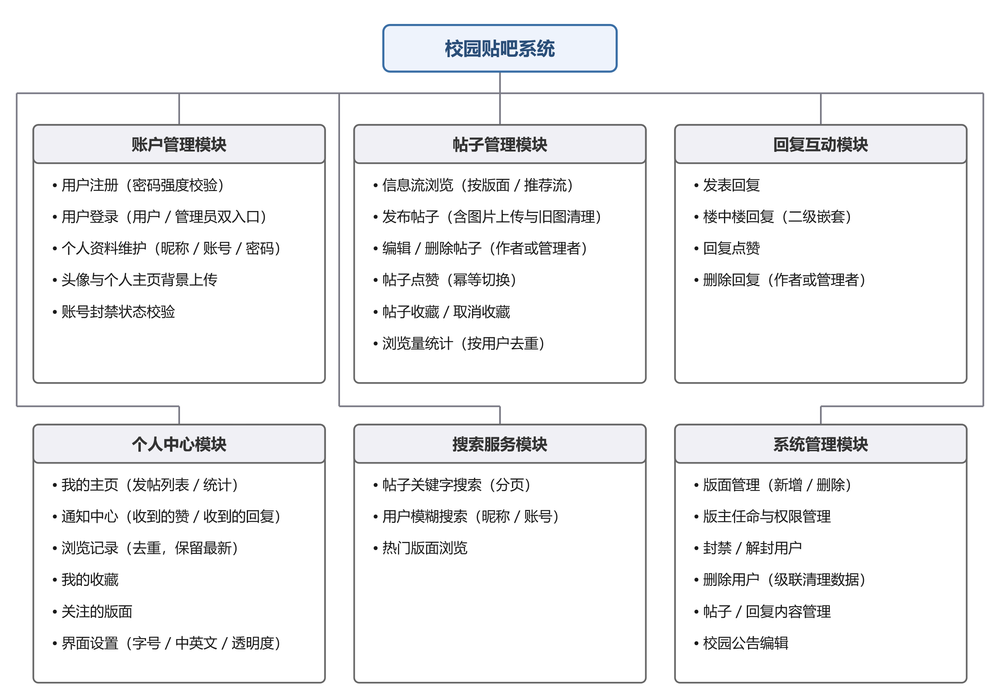 校园贴吧系统
账户管理模块
• 用户注册（密码强度校验）
• 用户登录（用户 / 管理员双入口）
• 个人资料维护（昵称 / 账号 / 密码）
• 头像与个人主页背景上传
• 账号封禁状态校验
帖子管理模块
• 信息流浏览（按版面 / 推荐流）
• 发布帖子（含图片上传与旧图清理）
• 编辑 / 删除帖子（作者或管理者）
• 帖子点赞（幂等切换）
• 帖子收藏 / 取消收藏
• 浏览量统计（按用户去重）
回复互动模块
• 发表回复
• 楼中楼回复（二级嵌套）
• 回复点赞
• 删除回复（作者或管理者）
个人中心模块
• 我的主页（发帖列表 / 统计）
• 通知中心（收到的赞 / 收到的回复）
• 浏览记录（去重，保留最新）
• 我的收藏
• 关注的版面
• 界面设置（字号 / 中英文 / 透明度）
搜索服务模块
• 帖子关键字搜索（分页）
• 用户模糊搜索（昵称 / 账号）
• 热门版面浏览
系统管理模块
• 版面管理（新增 / 删除）
• 版主任命与权限管理
• 封禁 / 解封用户
• 删除用户（级联清理数据）
• 帖子 / 回复内容管理
• 校园公告编辑